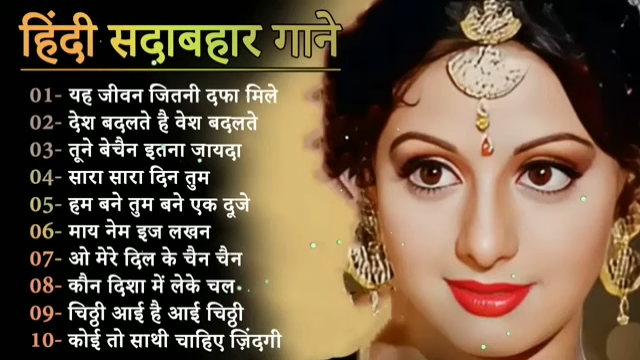 हिंदी सदाबहार गाने
01- यह जीवन जितनी दफा मिले
02- देश बदलते है वेश बदलते
03- तूने बेचैन इतना जायदा
04- सारा सारा दिन तुम
05- हम बने तुम बने एक दूजे
06- माय नेम इज लखन
07- ओ मेरे दिल के चैन चैन
08- कौन दिशा में लेके चल
09- चिठ्ठी आई है आई चिठ्ठी
10- कोई तो साथी चाहिए ज़िंदगी